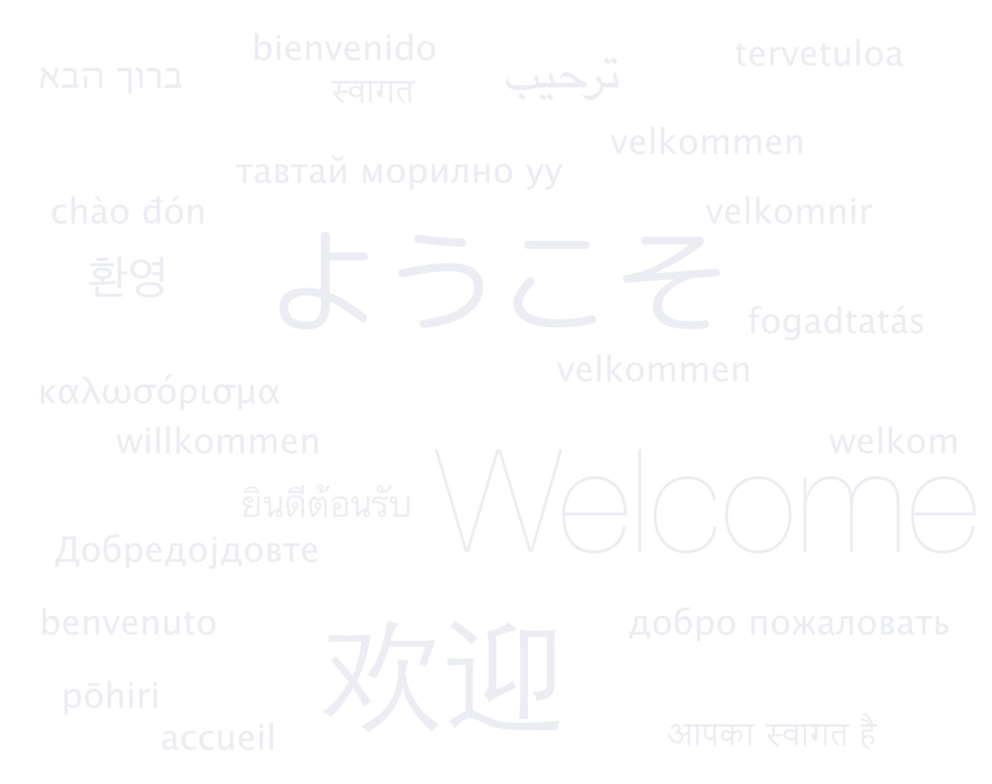 bienvenido
tervetuloa
ברוך הבא
स्वागत
ترحيب
velkommen
тавтай морилно уу
chào đón
velkomnir
ようこそ
환영
fogadtatás
velkommen
καλωσόρισμα
willkommen
welkom
Welcome
ยินดีต้อนรับ
Добредојдовте
benvenuto
добро пожаловать
欢迎
pōhiri
accueil
आपका स्वागत है